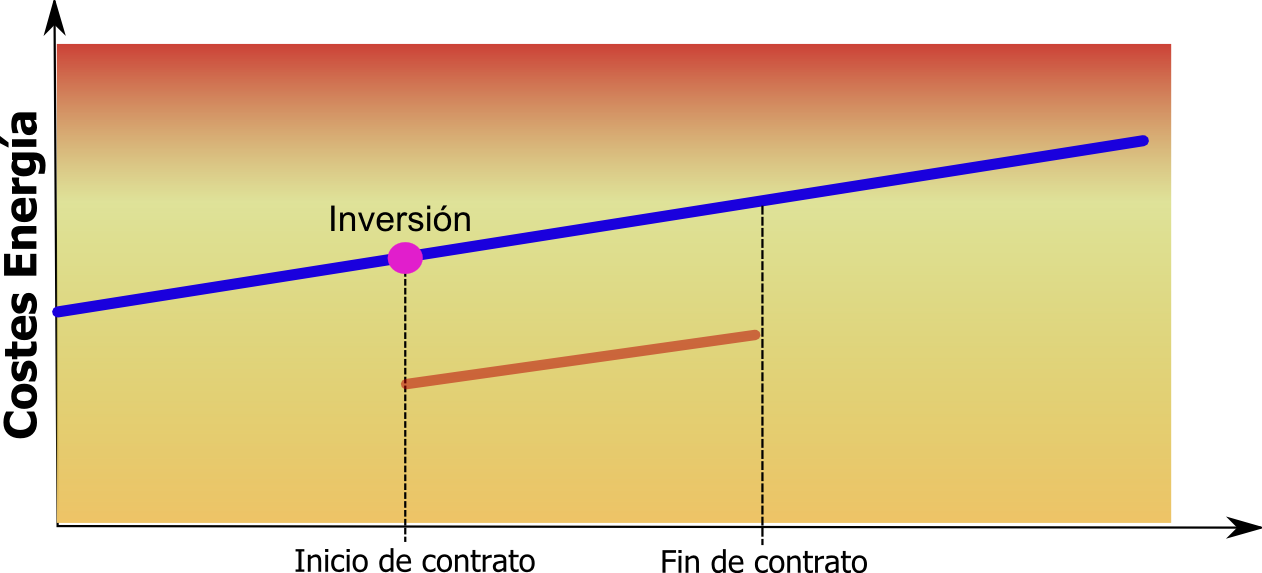 Costes Energía
Inversión
Inicio de contrato
Fin de contrato